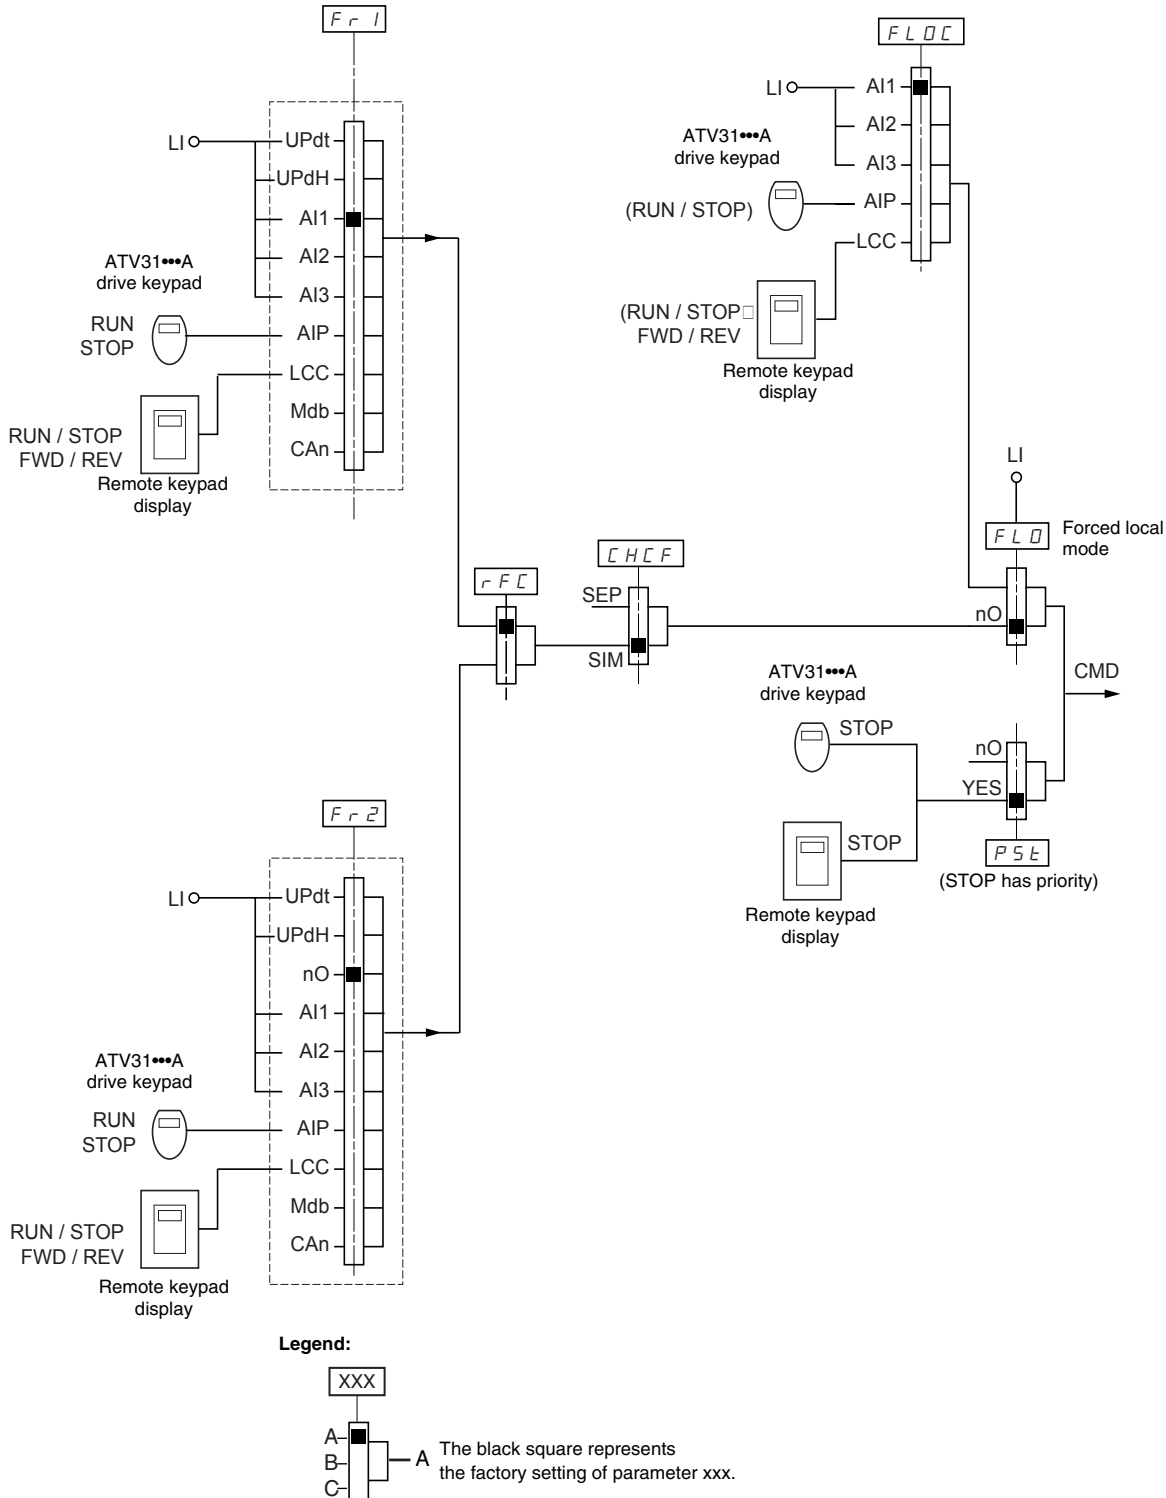 Fr1
LI
UPdt
UPdH
AI1
AI2
AI3
AIP
LCC
Mdb
CAn
ATV31•••A
drive keypad
RUN
STOP
RUN / STOP
FWD / REV
Remote keypad
display
FLOC
LI
AI1
AI2
AI3
AIP
LCC
ATV31•••A
drive keypad
(RUN / STOP)
(RUN / STOP□
FWD / REV
Remote keypad
display
LI
FLO
Forced local
mode
nO
rFC
CHCF
SEP
SIM
CMD
ATV31•••A
drive keypad
STOP
STOP
Remote keypad
display
nO
YES
PSt
(STOP has priority)
Fr2
LI
UPdt
UPdH
nO
AI1
AI2
AI3
AIP
LCC
Mdb
CAn
ATV31•••A
drive keypad
RUN
STOP
RUN / STOP
FWD / REV
Remote keypad
display
Legend:
XXX
A
B
C
A
The black square represents
the factory setting of parameter xxx.